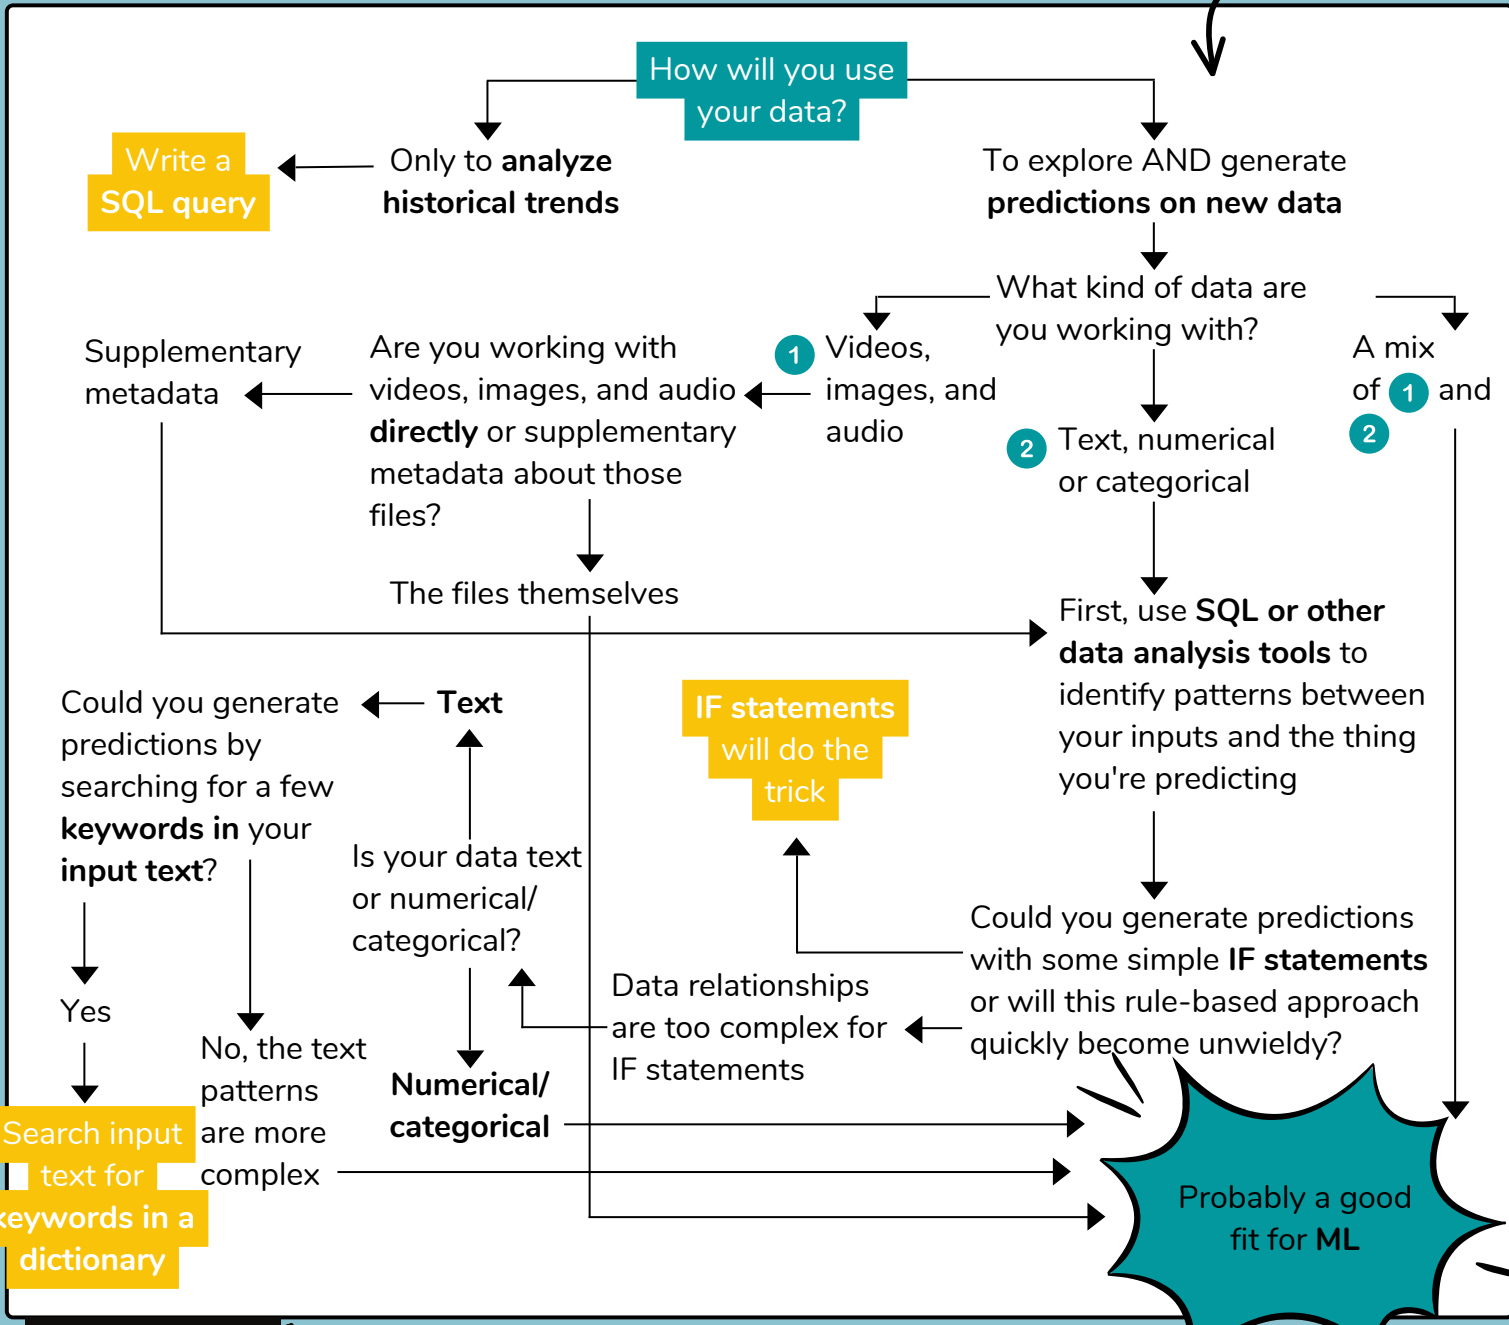 How will you use
your data?
Write a
SQL query
Only to analyze
historical trends
To explore AND generate
predictions on new data
What kind of data are
you working with?
Supplementary
metadata
Are you working with
videos, images, and audio
directly or supplementary
metadata about those
files?
1
Videos,
images, and
audio
A mix
of 1 and
2
2
Text, numerical
or categorical
The files themselves
First, use SQL or other
data analysis tools to
identify patterns between
your inputs and the thing
you're predicting
Could you generate
predictions by
searching for a few
keywords in your
input text?
Text
IF statements
will do the
trick
Is your data text
or numerical/
categorical?
Could you generate predictions
with some simple IF statements
or will this rule-based approach
quickly become unwieldy?
Data relationships
are too complex for
IF statements
Yes
No, the text
patterns
are more
complex
Numerical/
categorical
Search input
text for
keywords in a
dictionary
Probably a good
fit for ML